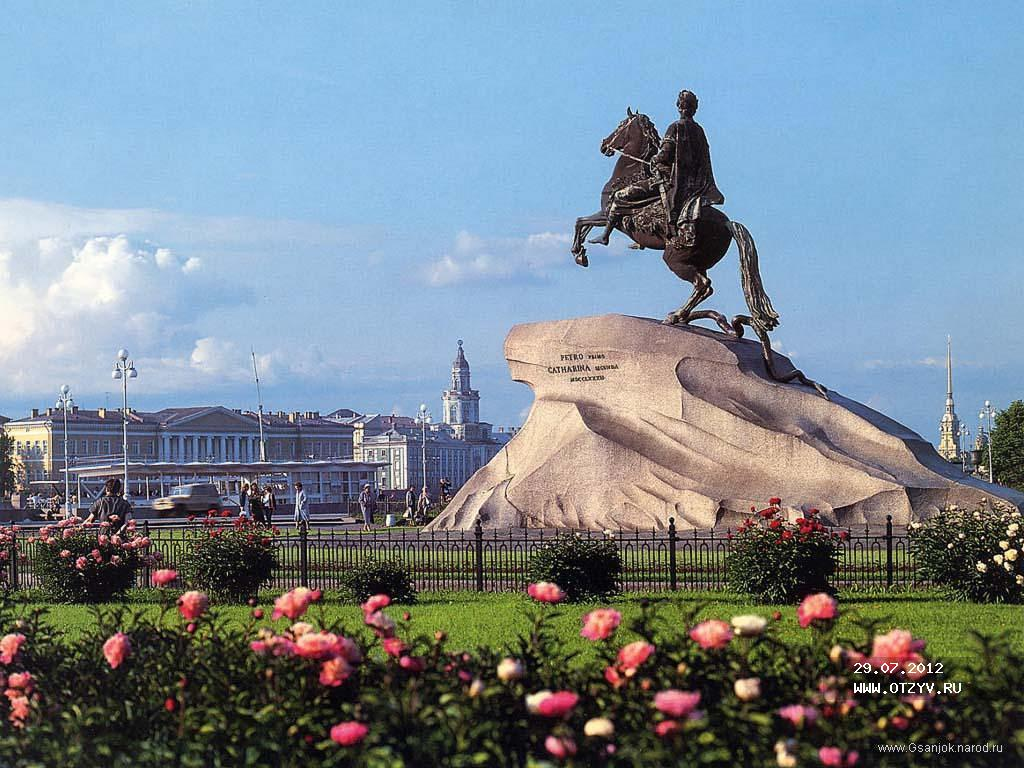 PETRO PRIMO
CATHARINA SECUNDA
MDCCLXXXII
29.07.2012
WWW.OTZYV.RU
www.Gsanjok.narod.ru